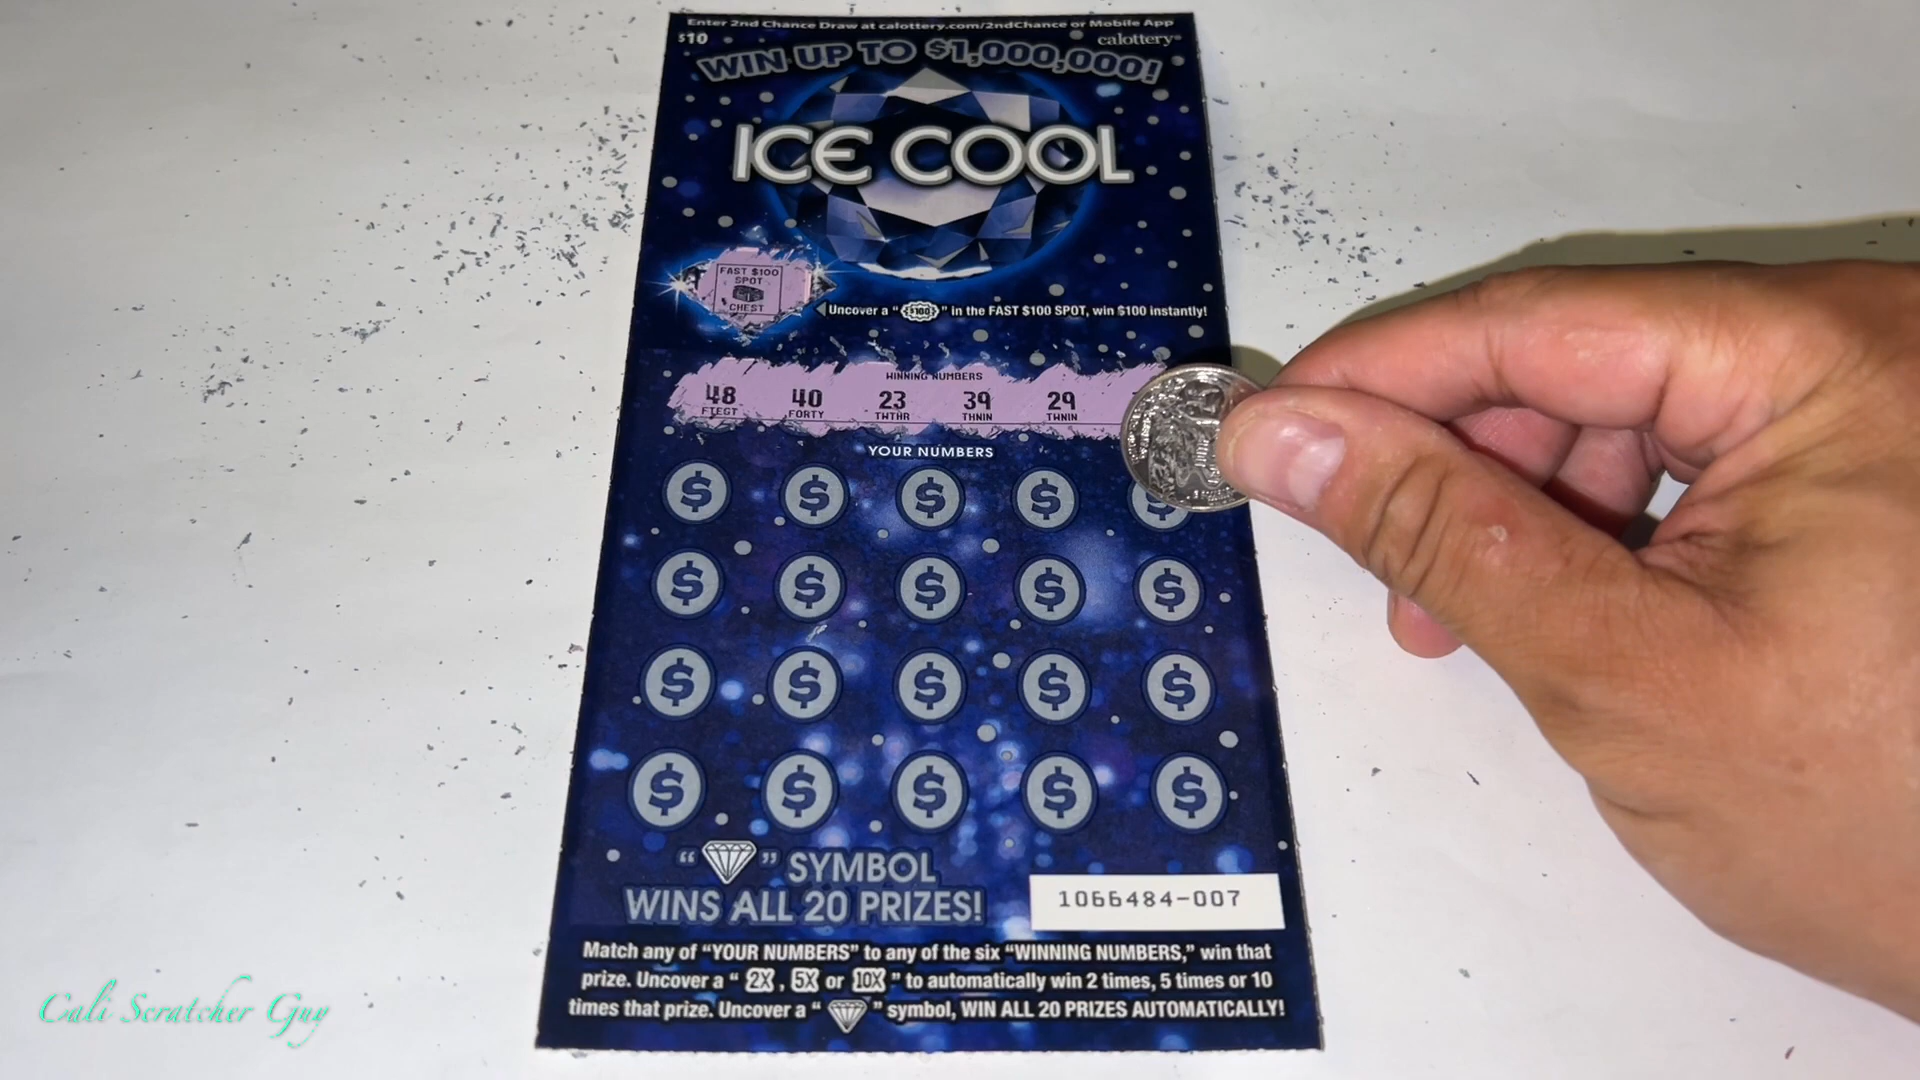 Enter 2nd Chance Draw at calottery.com/2ndChance or Mobile App
$10
calottery
WIN UP TO $1,000,000!
ICE COOL
FAST $100
SPOT
CHEST
Uncover a " $100 " in the FAST $100 SPOT, win $100 instantly!
WINNING NUMBERS
48 40 23 39 29
FTEGT FORTY TWTHR THNIN TWNIN
YOUR NUMBERS
$ $ $ $ $
$ $ $ $ $
$ $ $ $ $
$ $ $ $ $
" " SYMBOL
WINS ALL 20 PRIZES!
1066484-007
Match any of "YOUR NUMBERS" to any of the six "WINNING NUMBERS," win that
prize. Uncover a " 2X , 5X or 10X " to automatically win 2 times, 5 times or 10
times that prize. Uncover a " " symbol, WIN ALL 20 PRIZES AUTOMATICALLY!
Cali Scratcher Guy